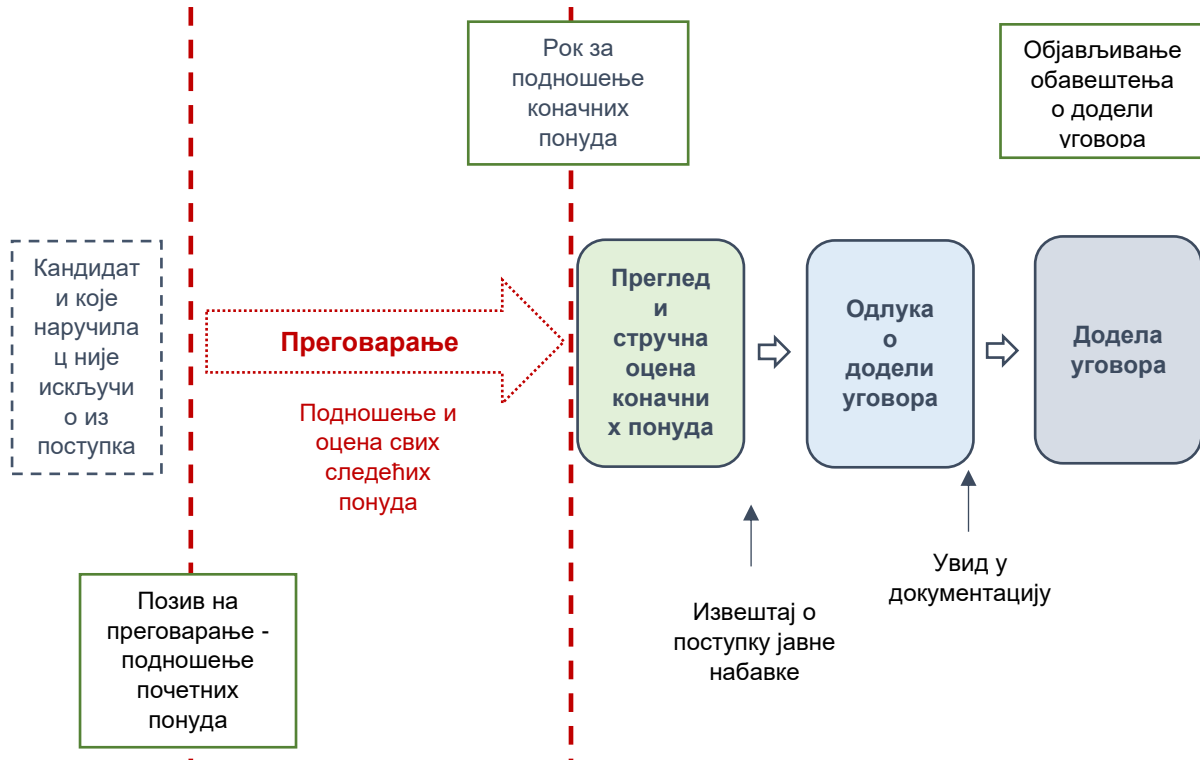 Рок за
подношење
коначних
понуда
Објављивање
обавештења
о додели
уговора
Кандидат
и које
наручила
ц није
искључи
о из
поступка
Преговарање
Подношење и
оцена свих
следећих
понуда
Преглед
и
стручна
оцена
коначни
х понуда
Одлука
о
додели
уговора
Додела
уговора
Позив на
преговарање -
подношење
почетних
понуда
Извештај о
поступку јавне
набавке
Увид у
документацију